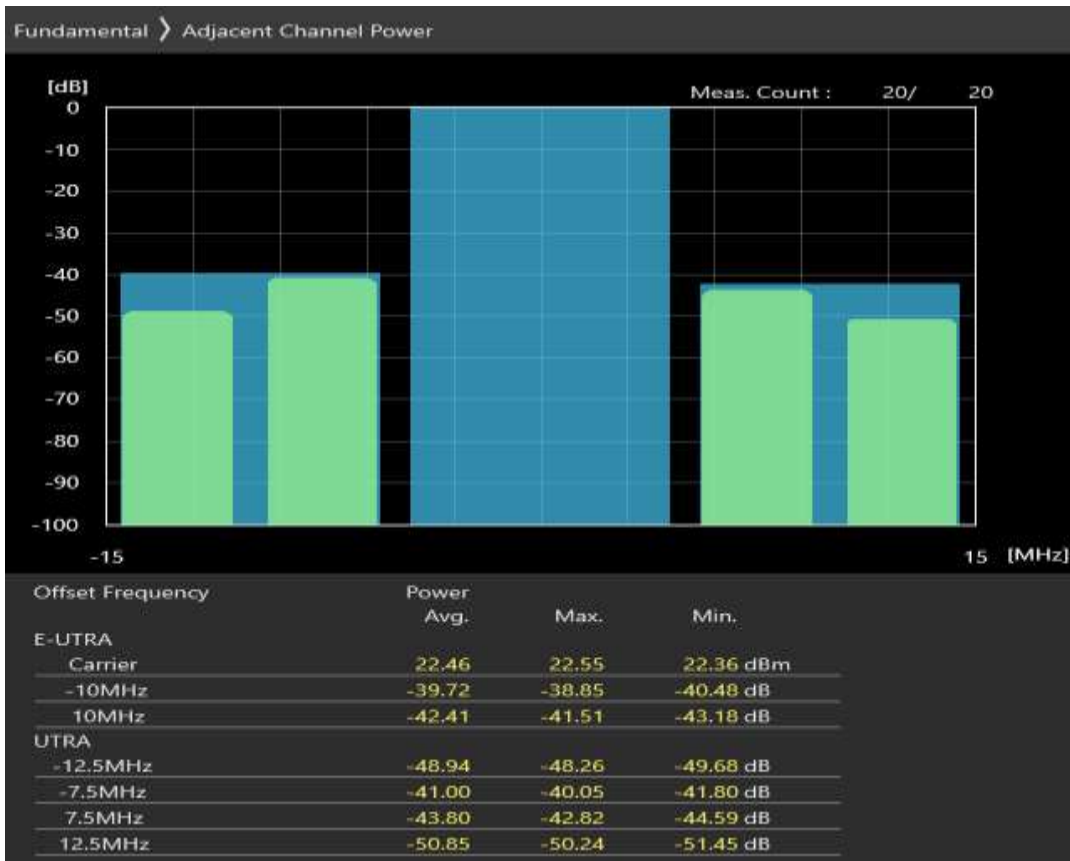 Fundamental 〉 Adjacent Channel Power
[dB]
Meas. Count : 20/ 20
0
-10
-20
-30
-40
-50
-60
-70
-80
-90
-100
-15 15 [MHz]
Offset Frequency Power
Avg. Max. Min.
E-UTRA
Carrier 22.46 22.55 22.36 dBm
-10MHz -39.72 -38.85 -40.48 dB
10MHz -42.41 -41.51 -43.18 dB
UTRA
-12.5MHz -48.94 -48.26 -49.68 dB
-7.5MHz -41.00 -40.05 -41.80 dB
7.5MHz -43.80 -42.82 -44.59 dB
12.5MHz -50.85 -50.24 -51.45 dB